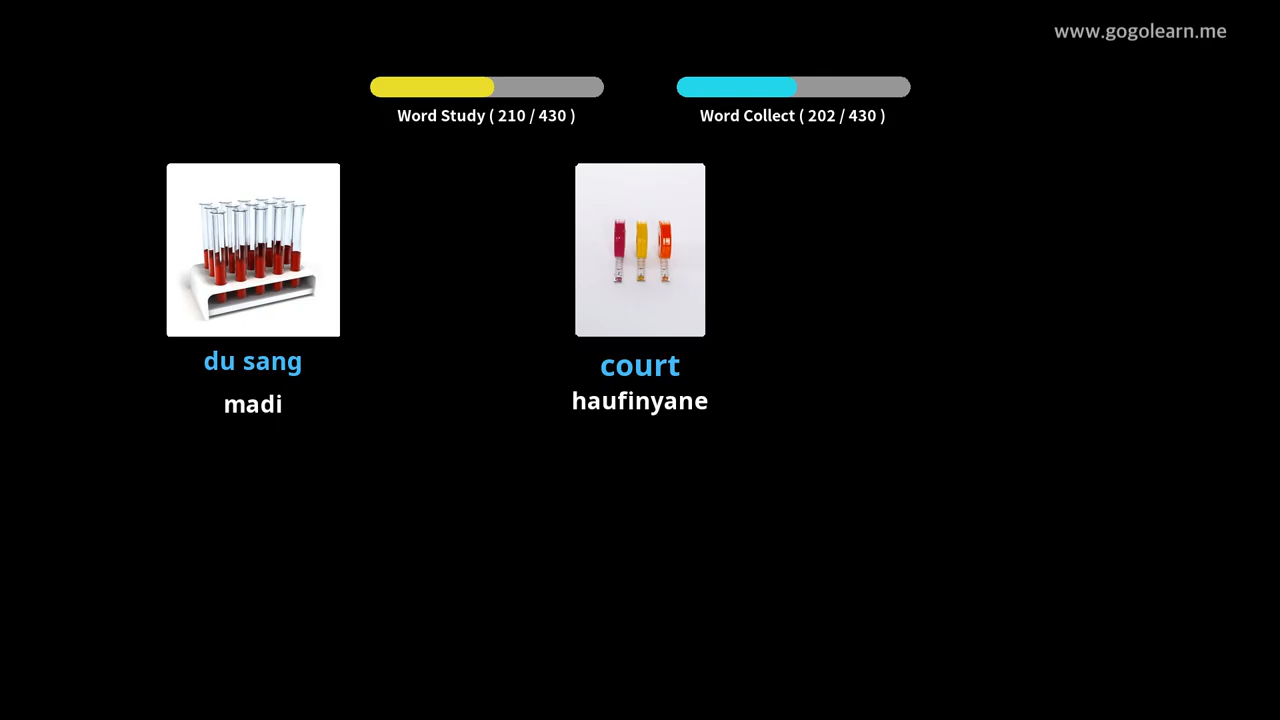 www.gogolearn.me
Word Study ( 210 / 430 )
Word Collect ( 202 / 430 )
du sang
madi
court
haufinyane